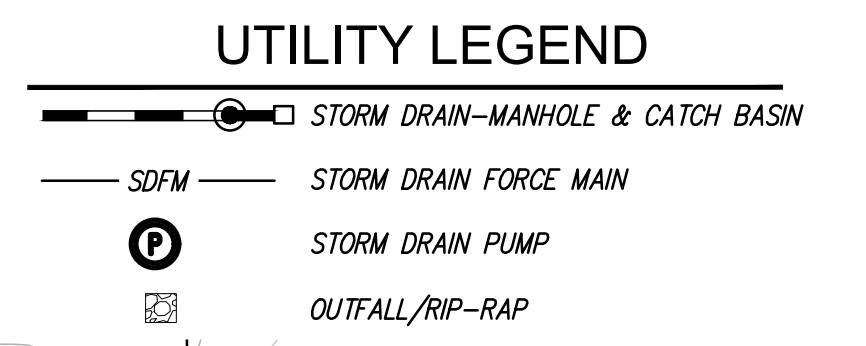 UTILITY LEGEND
STORM DRAIN-MANHOLE & CATCH BASIN
SDFM STORM DRAIN FORCE MAIN
P STORM DRAIN PUMP
OUTFALL/RIP-RAP